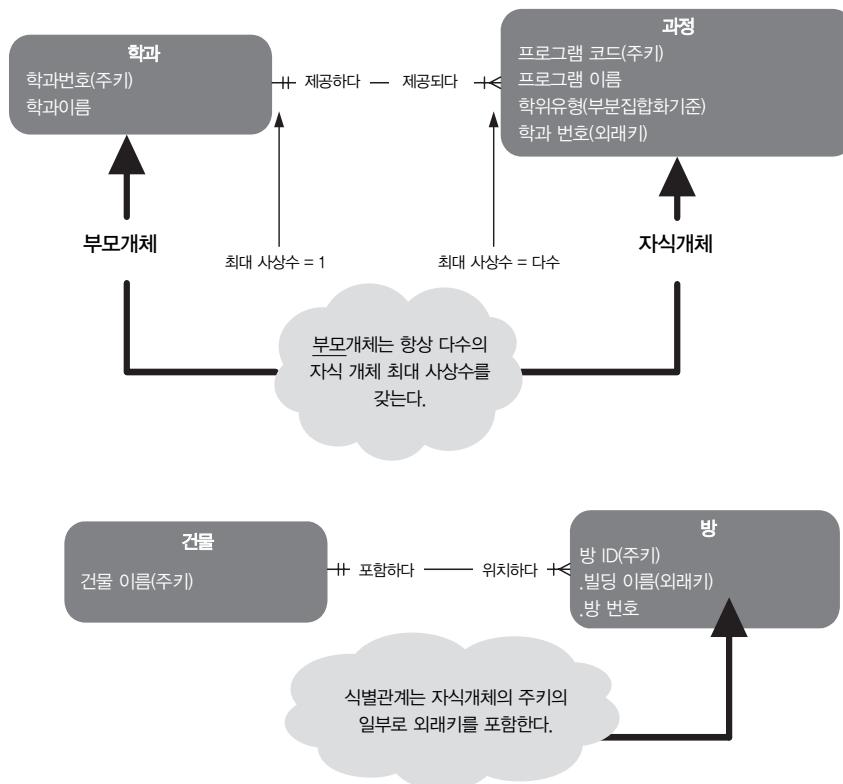 학과
학과번호(주키)
학과이름
제공하다
제공되다
과정
프로그램 코드(주키)
프로그램 이름
학위유형(부분집합화기준)
학과 번호(외래키)
부모개체
최대 사상수 = 1
최대 사상수 = 다수
자식개체
부모개체는 항상 다수의
자식 개체 최대 사상수를
갖는다.
건물
건물 이름(주키)
포함하다
위치하다
방
방 ID(주키)
.빌딩 이름(외래키)
.방 번호
식별관계는 자식개체의 주키의
일부로 외래키를 포함한다.